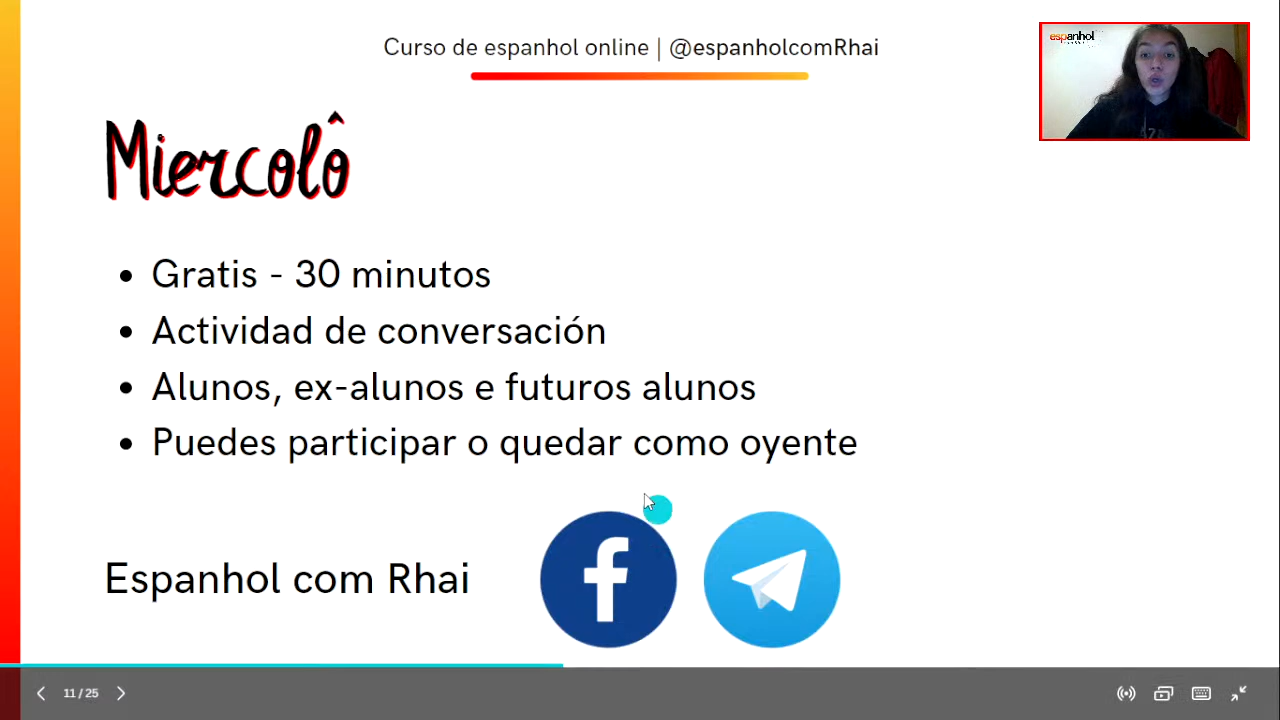 Curso de espanhol online | @espanholcomRhai
espanhol
Miercolô
• Gratis - 30 minutos
• Actividad de conversación
• Alunos, ex-alunos e futuros alunos
• Puedes participar o quedar como oyente
Espanhol com Rhai
11 / 25